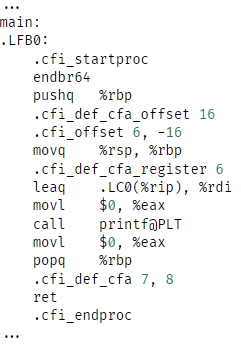 ...
main:
.LFB0:
.cfi_startproc
endbr64
pushq %rbp
.cfi_def_cfa_offset 16
.cfi_offset 6, -16
movq %rsp, %rbp
.cfi_def_cfa_register 6
leaq .LC0(%rip), %rdi
movl $0, %eax
call printf@PLT
movl $0, %eax
popq %rbp
.cfi_def_cfa 7, 8
ret
.cfi_endproc
...